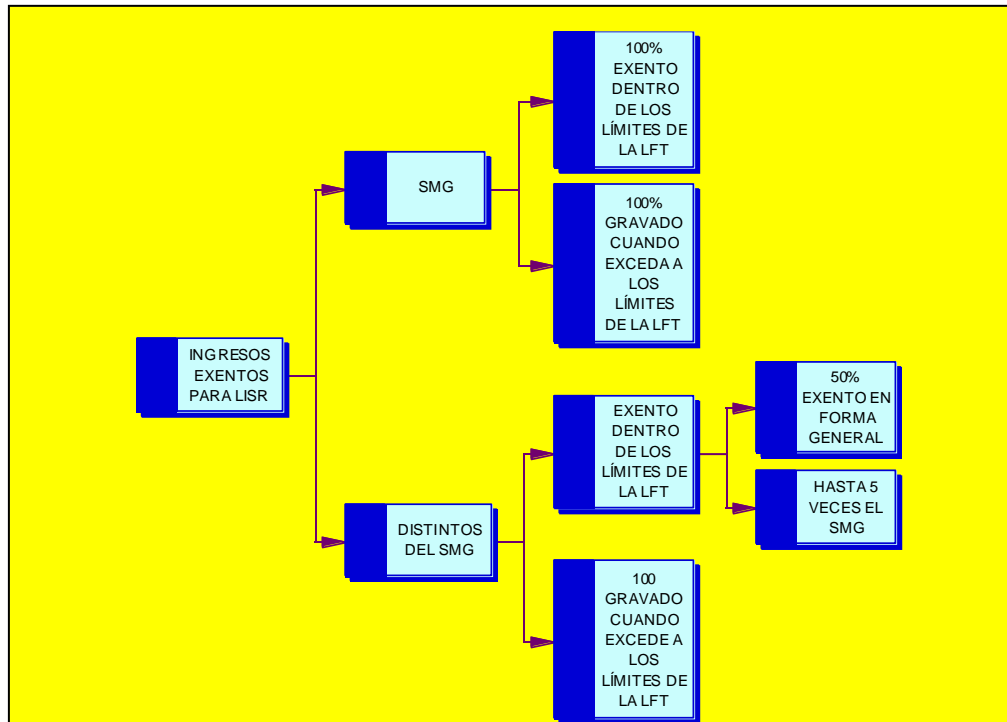 100%
EXENTO
DENTRO
DE LOS
LÍMITES DE
LA LFT
SMG
100%
GRAVADO
CUANDO
EXCEDA A
LOS
LÍMITES
DE LA LFT
INGRESOS
EXENTOS
PARA LISR
EXENTO
DENTRO
DE LOS
LÍMITES DE
LA LFT
50%
EXENTO EN
FORMA
GENERAL
HASTA 5
VECES EL
SMG
DISTINTOS
DEL SMG
100
GRAVADO
CUANDO
EXCEDE A
LOS
LÍMITES DE
LA LFT